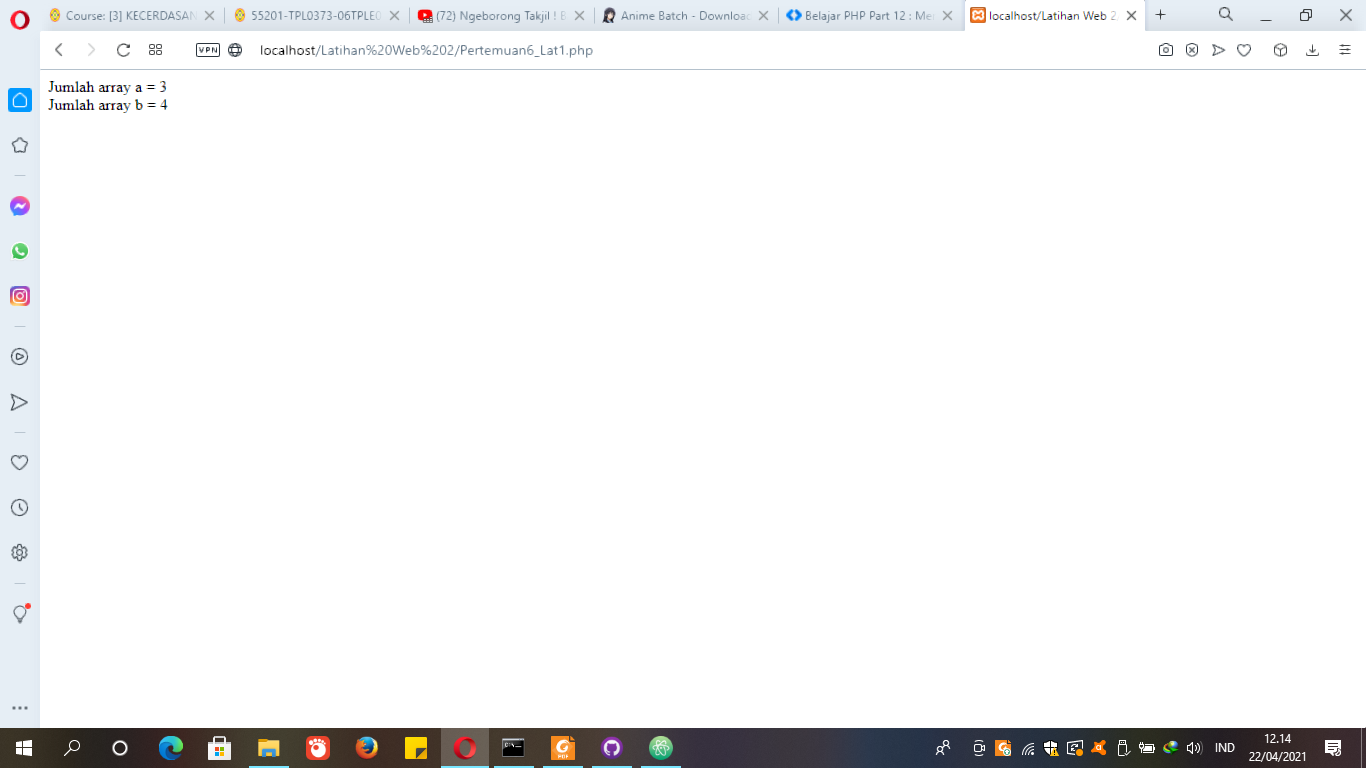 Course: [3] KECERDASAN
55201-TPL0373-06TPLE0
(72) Ngeborong Takjil ! B
Anime Batch - Download
Belajar PHP Part 12 : Me
localhost/Latihan Web 2
VPN
localhost/Latihan%20Web%202/Pertemuan6_Lat1.php
Jumlah array a = 3
Jumlah array b = 4
IND
12.14
22/04/2021